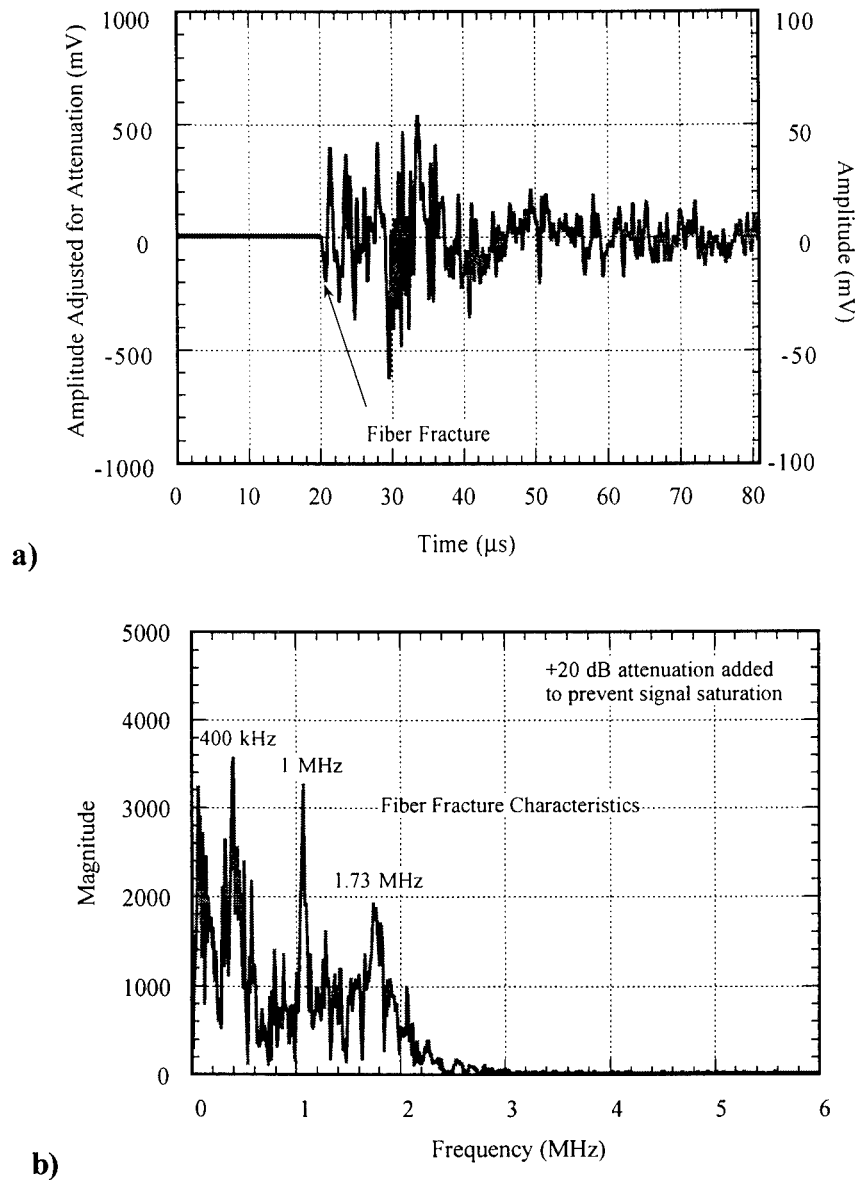 1000
500
0
-500
-1000
Amplitude Adjusted for Attenuation (mV)
100
50
0
-50
-100
Amplitude (mV)
Fiber Fracture
0 10 20 30 40 50 60 70 80
Time (μs)
a)
5000
4000
3000
2000
1000
0
Magnitude
+20 dB attenuation added
to prevent signal saturation
400 kHz
1 MHz
Fiber Fracture Characteristics
1.73 MHz
0 1 2 3 4 5 6
Frequency (MHz)
b)